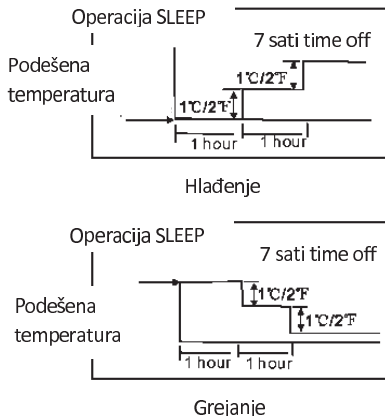 Operacija SLEEP
7 sati time off
Podešena
temperatura
1℃/2℉
1℃/2℉
1 hour
1 hour
Hlađenje
Operacija SLEEP
7 sati time off
Podešena
temperatura
1℃/2℉
1℃/2℉
1 hour
1 hour
Grejanje